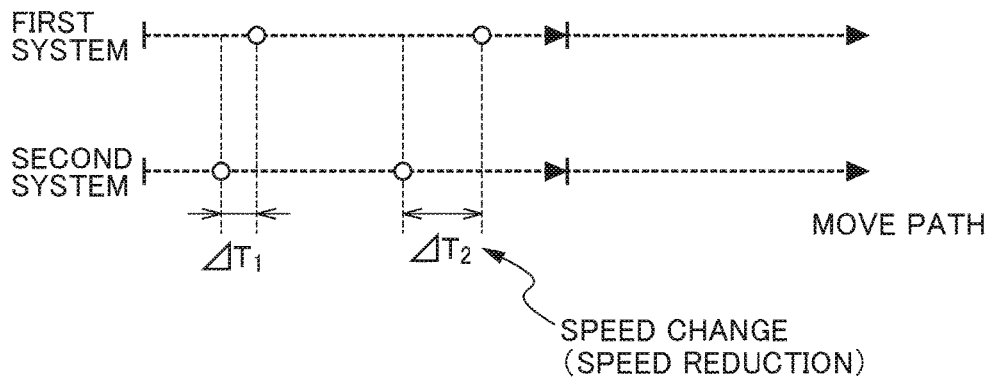 FIRST
SYSTEM
SECOND
SYSTEM
MOVE PATH
⊿T₁
⊿T₂
SPEED CHANGE
(SPEED REDUCTION)